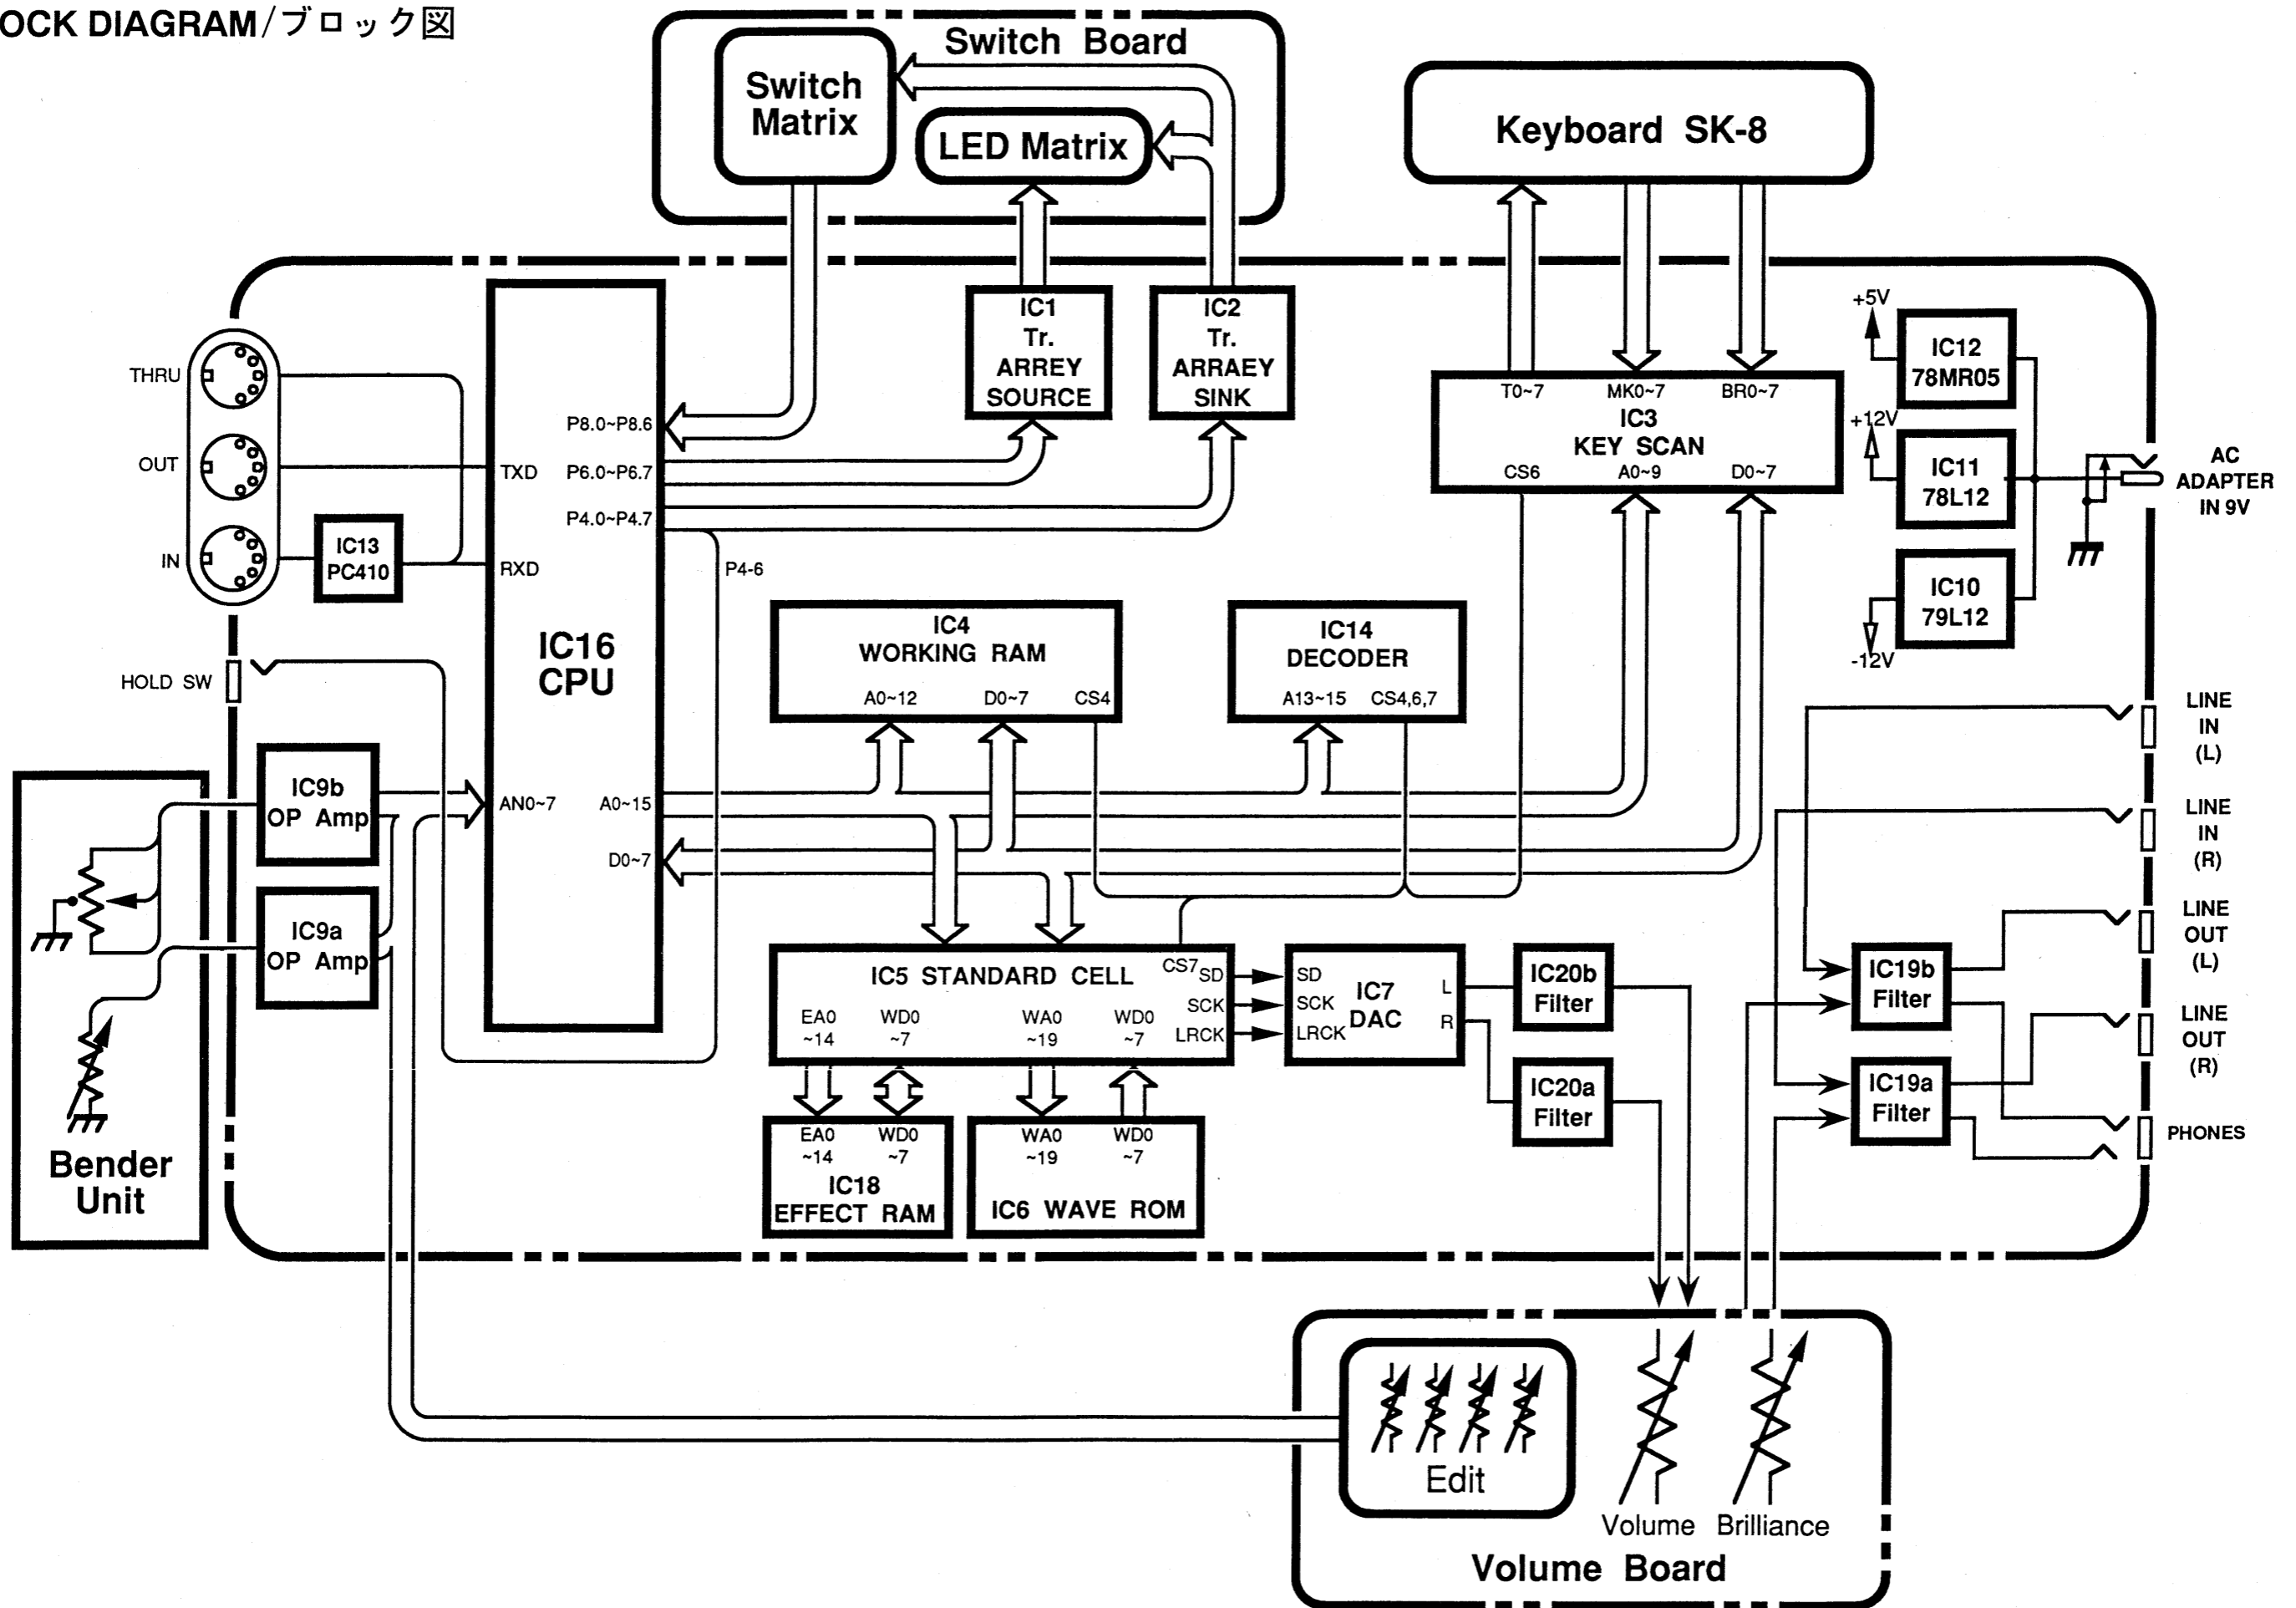 OCK DIAGRAM/ブロック図
Switch Board
Switch
Matrix
LED Matrix
Keyboard SK-8
IC1
Tr.
ARREY
SOURCE
IC2
Tr.
ARRAEY
SINK
T0~7 MK0~7 BR0~7
IC3
KEY SCAN
CS6 A0~9 D0~7
+5V
IC12
78MR05
+12V
IC11
78L12
IC10
79L12
-12V
AC
ADAPTER
IN 9V
THRU
OUT
IN
IC13
PC410
TXD
RXD
P8.0~P8.6
P6.0~P6.7
P4.0~P4.7
P4-6
IC16
CPU
AN0~7
A0~15
D0~7
HOLD SW
IC4
WORKING RAM
A0~12 D0~7 CS4
IC14
DECODER
A13~15 CS4,6,7
IC9b
OP Amp
IC9a
OP Amp
Bender
Unit
IC5 STANDARD CELL
CS7
SD
SCK
LRCK
EA0
~14
WD0
~7
WA0
~19
WD0
~7
SD
SCK
LRCK
IC7
DAC
L
R
IC20b
Filter
IC20a
Filter
EA0
~14
WD0
~7
IC18
EFFECT RAM
WA0
~19
WD0
~7
IC6 WAVE ROM
IC19b
Filter
IC19a
Filter
LINE
IN
(L)
LINE
IN
(R)
LINE
OUT
(L)
LINE
OUT
(R)
PHONES
Edit
Volume Brilliance
Volume Board